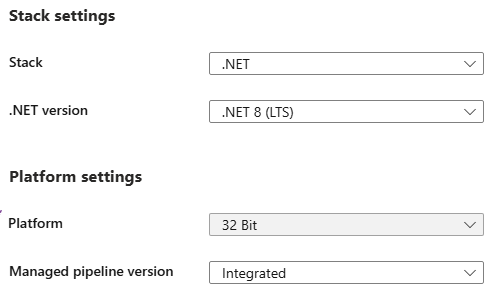 Stack settings
Stack .NET
.NET version .NET 8 (LTS)
Platform settings
Platform 32 Bit
Managed pipeline version Integrated